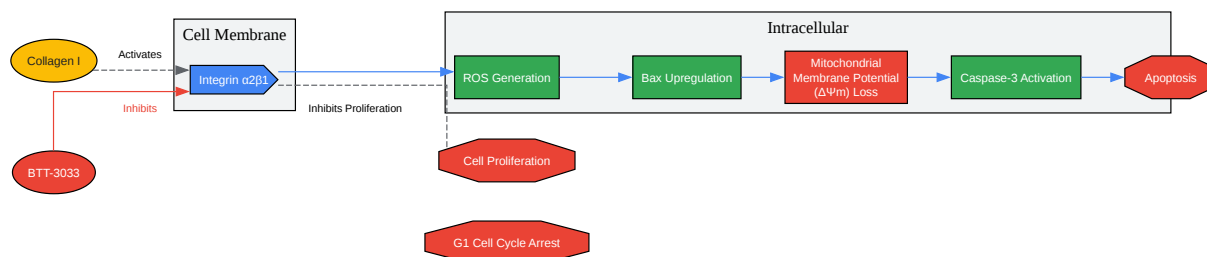 Cell Membrane
Intracellular
Collagen I
Activates
Integrin α2β1
ROS Generation
Bax Upregulation
Mitochondrial
Membrane Potential
(ΔΨm) Loss
Caspase-3 Activation
Apoptosis
Inhibits
Inhibits Proliferation
BTT-3033
Cell Proliferation
G1 Cell Cycle Arrest